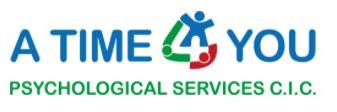 A TIME 4 YOU
PSYCHOLOGICAL SERVICES C.I.C.